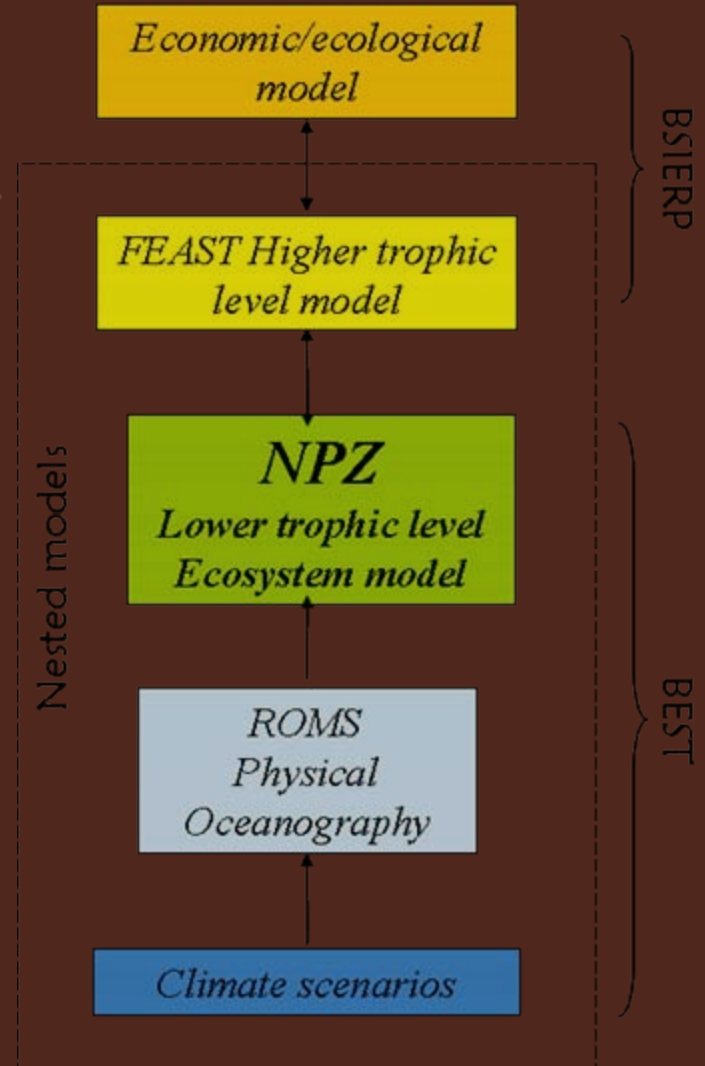 Economic/ecological
model
BSIERP
FEAST Higher trophic
level model
NPZ
Lower trophic level
Ecosystem model
Nested models
BEST
ROMS
Physical
Oceanography
Climate scenarios